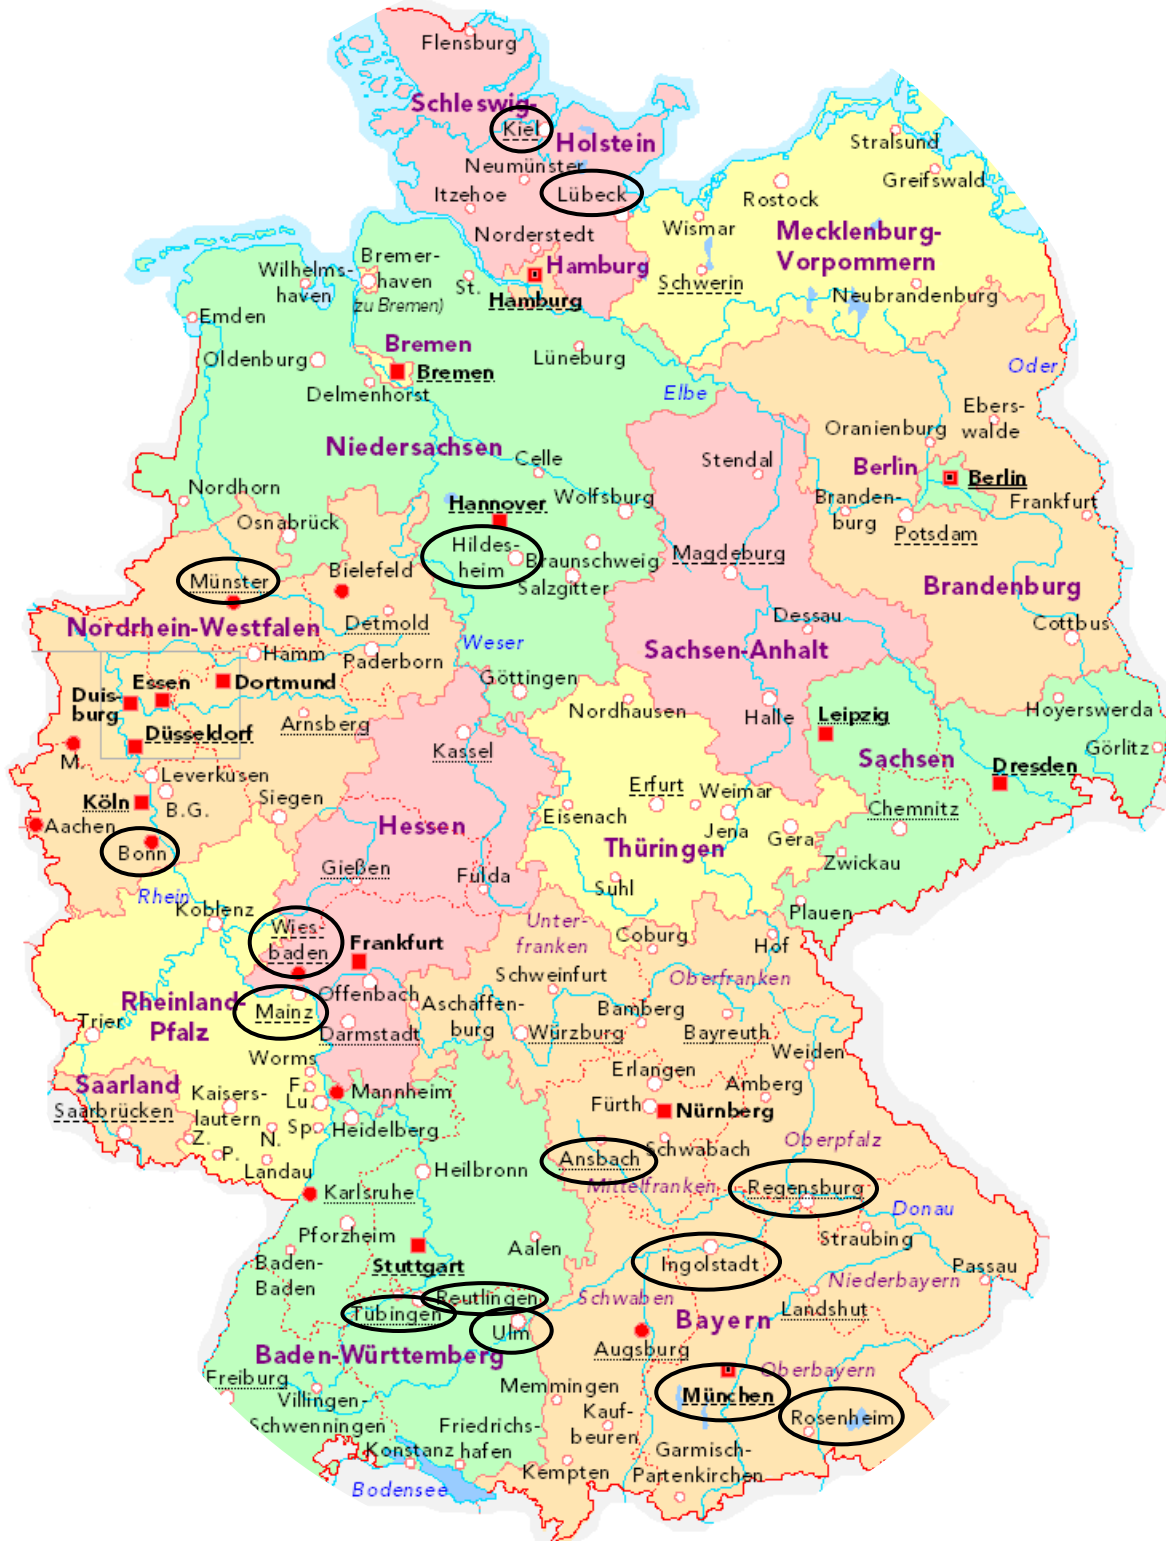 Flensburg
Schleswig-
Kiel
Holstein
Neumünster
Itzehoe
Lübeck
Stralsund
Greifswald
Rostock
Wismar
Mecklenburg-
Vorpommern
Norderstedt
Hamburg
Hamburg
Schwerin
Neubrandenburg
Bremer-
haven
(zu Bremen)
St.
Wilhelms-
haven
Emden
Oldenburg
Bremen
Bremen
Delmenhorst
Lüneburg
Elbe
Oder
Ebers-
walde
Oranienburg
Berlin
Berlin
Niedersachsen
Celle
Stendal
Nordhorn
Hannover
Wolfsburg
Branden-
burg
Frankfurt
Potsdam
Osnabrück
Hildes-
heim
Braunschweig
Salzgitter
Magdeburg
Münster
Bielefeld
Brandenburg
Detmold
Dessau
Cottbus
Nordrhein-Westfalen
Weser
Sachsen-Anhalt
Hamm
Paderborn
Göttingen
Essen
Dortmund
Duis-
burg
Nordhausen
Halle
Leipzig
Hoyerswerda
Arnsberg
Düsseldorf
Kassel
Görlitz
M.
Sachsen
Dresden
Leverkusen
Köln
B.G.
Siegen
Erfurt
Weimar
Chemnitz
Aachen
Hessen
Eisenach
Jena
Gera
Thüringen
Bonn
Zwickau
Gießen
Fulda
Suhl
Rhein
Koblenz
Plauen
Wies-
baden
Frankfurt
Unter-
franken
Coburg
Hof
Schweinfurt
Oberfranken
Offenbach
Rheinland-
Pfalz
Mainz
Aschaffen-
burg
Bamberg
Trier
Darmstadt
Würzburg
Bayreuth
Weiden
Worms
Erlangen
Saarland
Amberg
F.
Mannheim
Kaisers-
lautern
Lu.
Fürth
Nürnberg
Saarbrücken
Sp.
Heidelberg
Z.
N.
P.
Schwabach
Oberpfalz
Landau
Heilbronn
Ansbach
Mittelfranken
Regensburg
Karlsruhe
Donau
Pforzheim
Straubing
Aalen
Baden-
Baden
Stuttgart
Ingolstadt
Passau
Niederbayern
Reutlingen
Schwaben
Tübingen
Landshut
Bayern
Ulm
Augsburg
Baden-Württemberg
Oberbayern
Freiburg
Memmingen
München
Villingen-
Schwenningen
Kauf-
beuren
Rosenheim
Friedrichs-
hafen
Konstanz
Garmisch-
Partenkirchen
Kempten
Bodensee